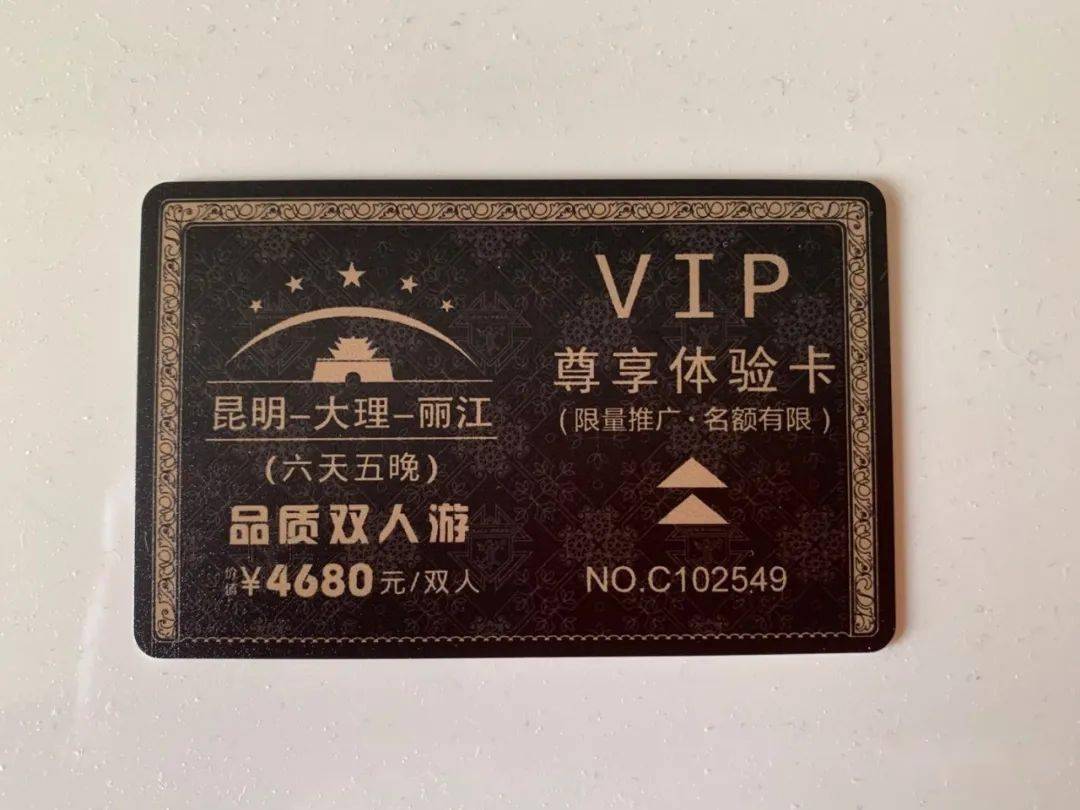 昆明-大理-丽江
(六天五晚)
品质双人游
价值¥4680元/双人
VIP
尊享体验卡
(限量推广·名额有限)
NO.C102549